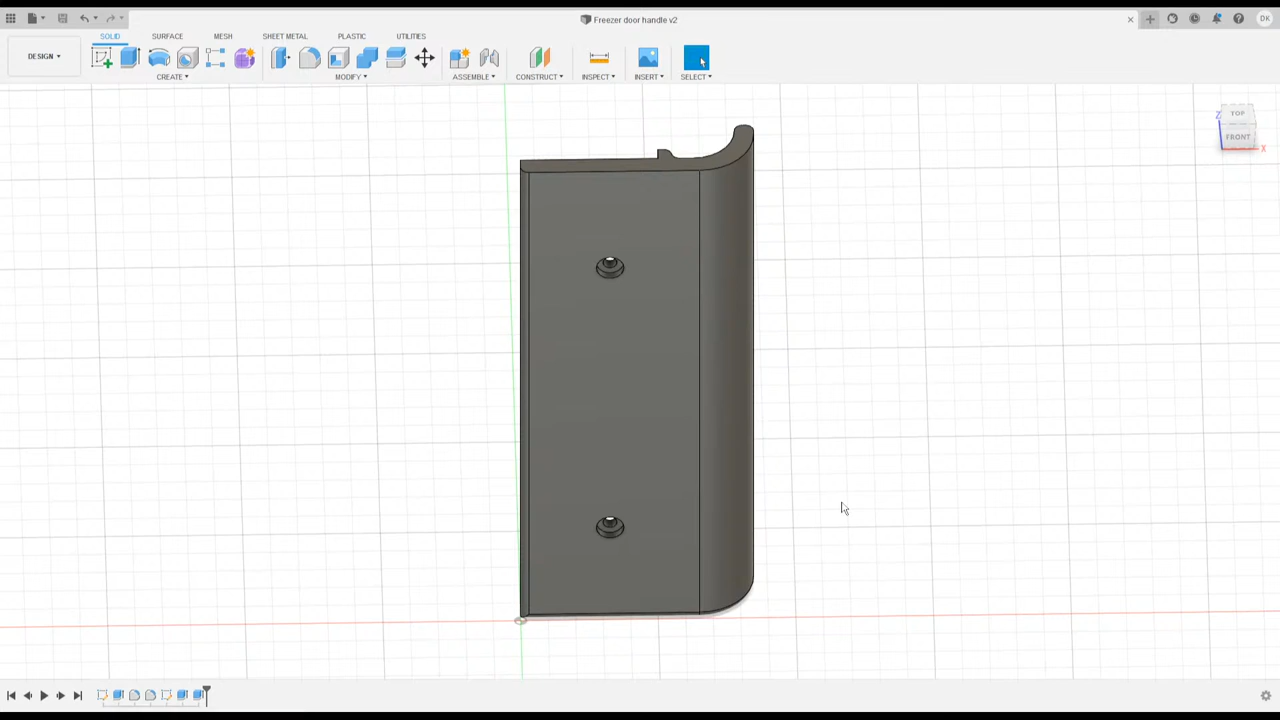 Freezer door handle v2
DK
SOLID SURFACE MESH SHEET METAL PLASTIC UTILITIES
DESIGN
CREATE MODIFY ASSEMBLE CONSTRUCT INSPECT INSERT SELECT
TOP
FRONT
Z
X